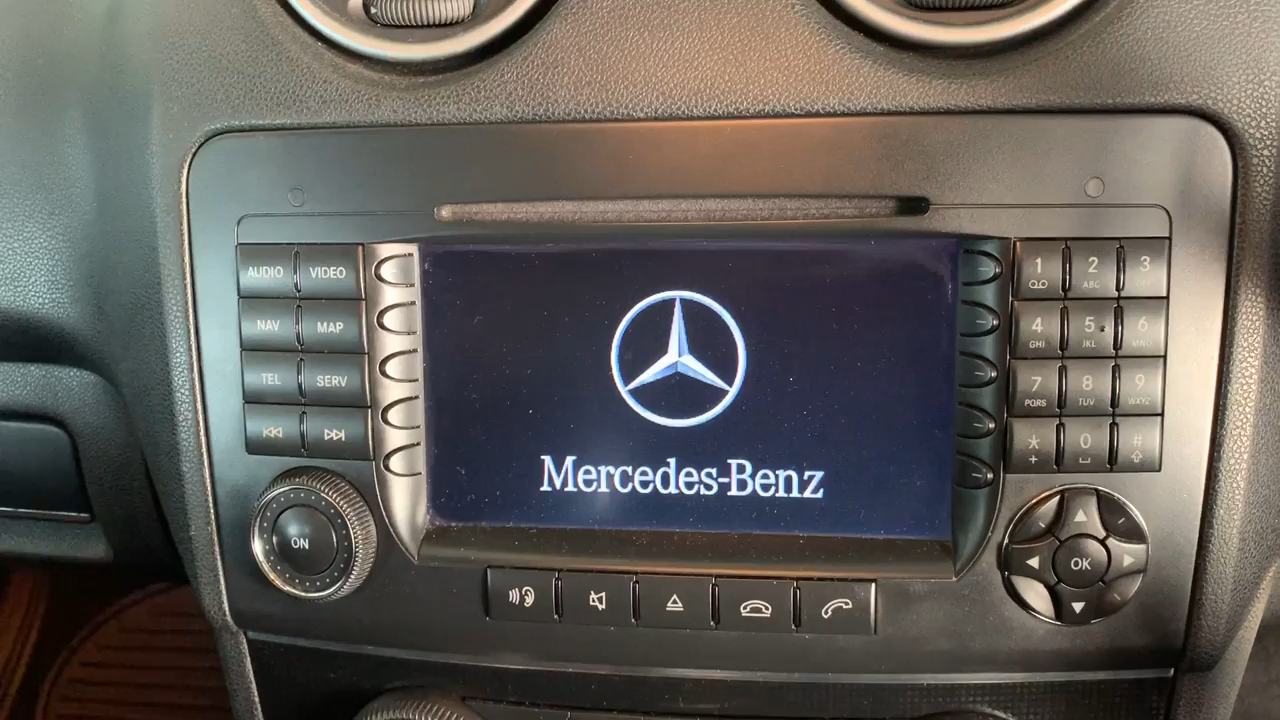 AUDIO VIDEO
NAV MAP
TEL SERV
ON
Mercedes-Benz
1 2 3
ABC
4 5 6
GHI JKL MNO
7 8 9
PQRS TUV WXYZ
* 0 #
+
OK